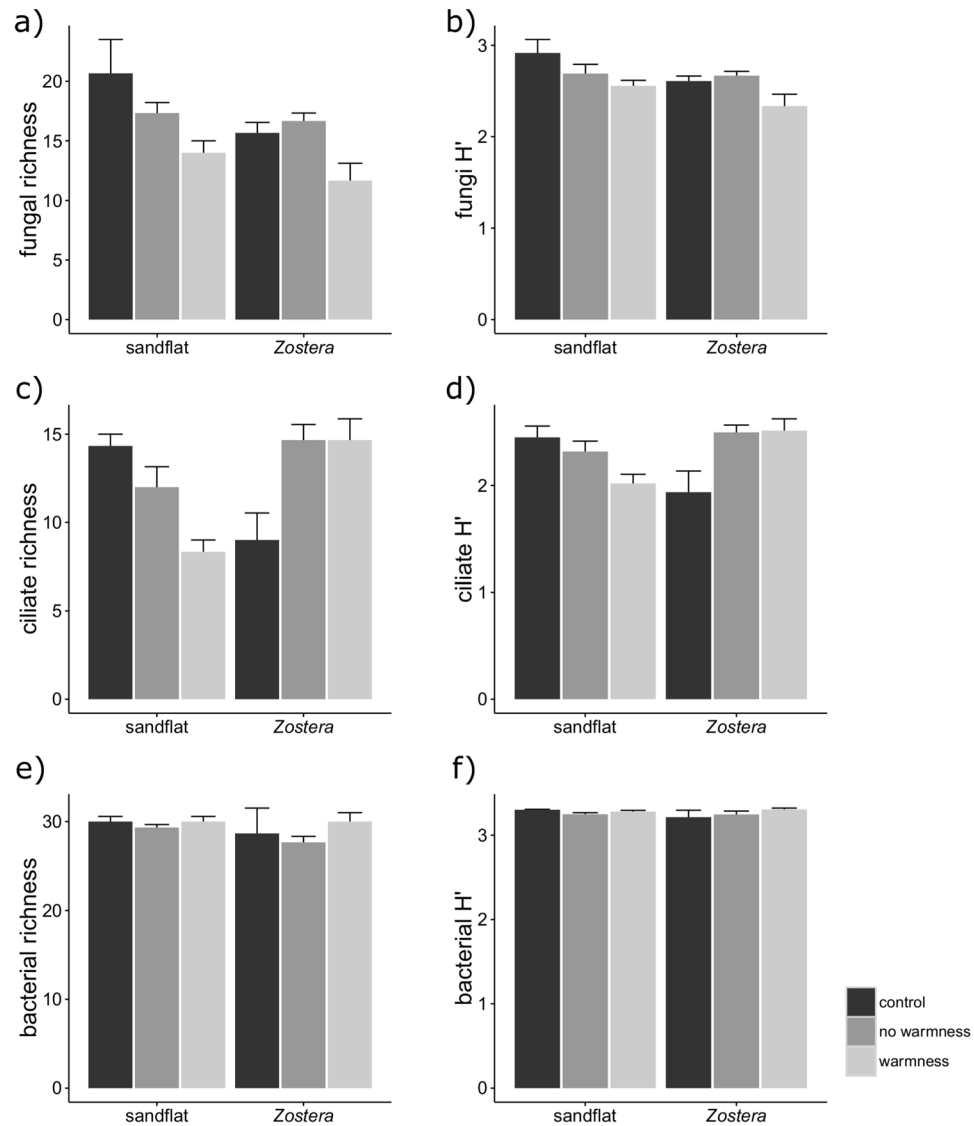 a)
fungal richness
20
15
10
5
0
sandflat
Zostera
b)
fungi H'
3
2
1
0
sandflat
Zostera
c)
ciliate richness
15
10
5
0
sandflat
Zostera
d)
ciliate H'
2
1
0
sandflat
Zostera
e)
bacterial richness
30
20
10
0
sandflat
Zostera
f)
bacterial H'
3
2
1
0
sandflat
Zostera
control
no warmness
warmness